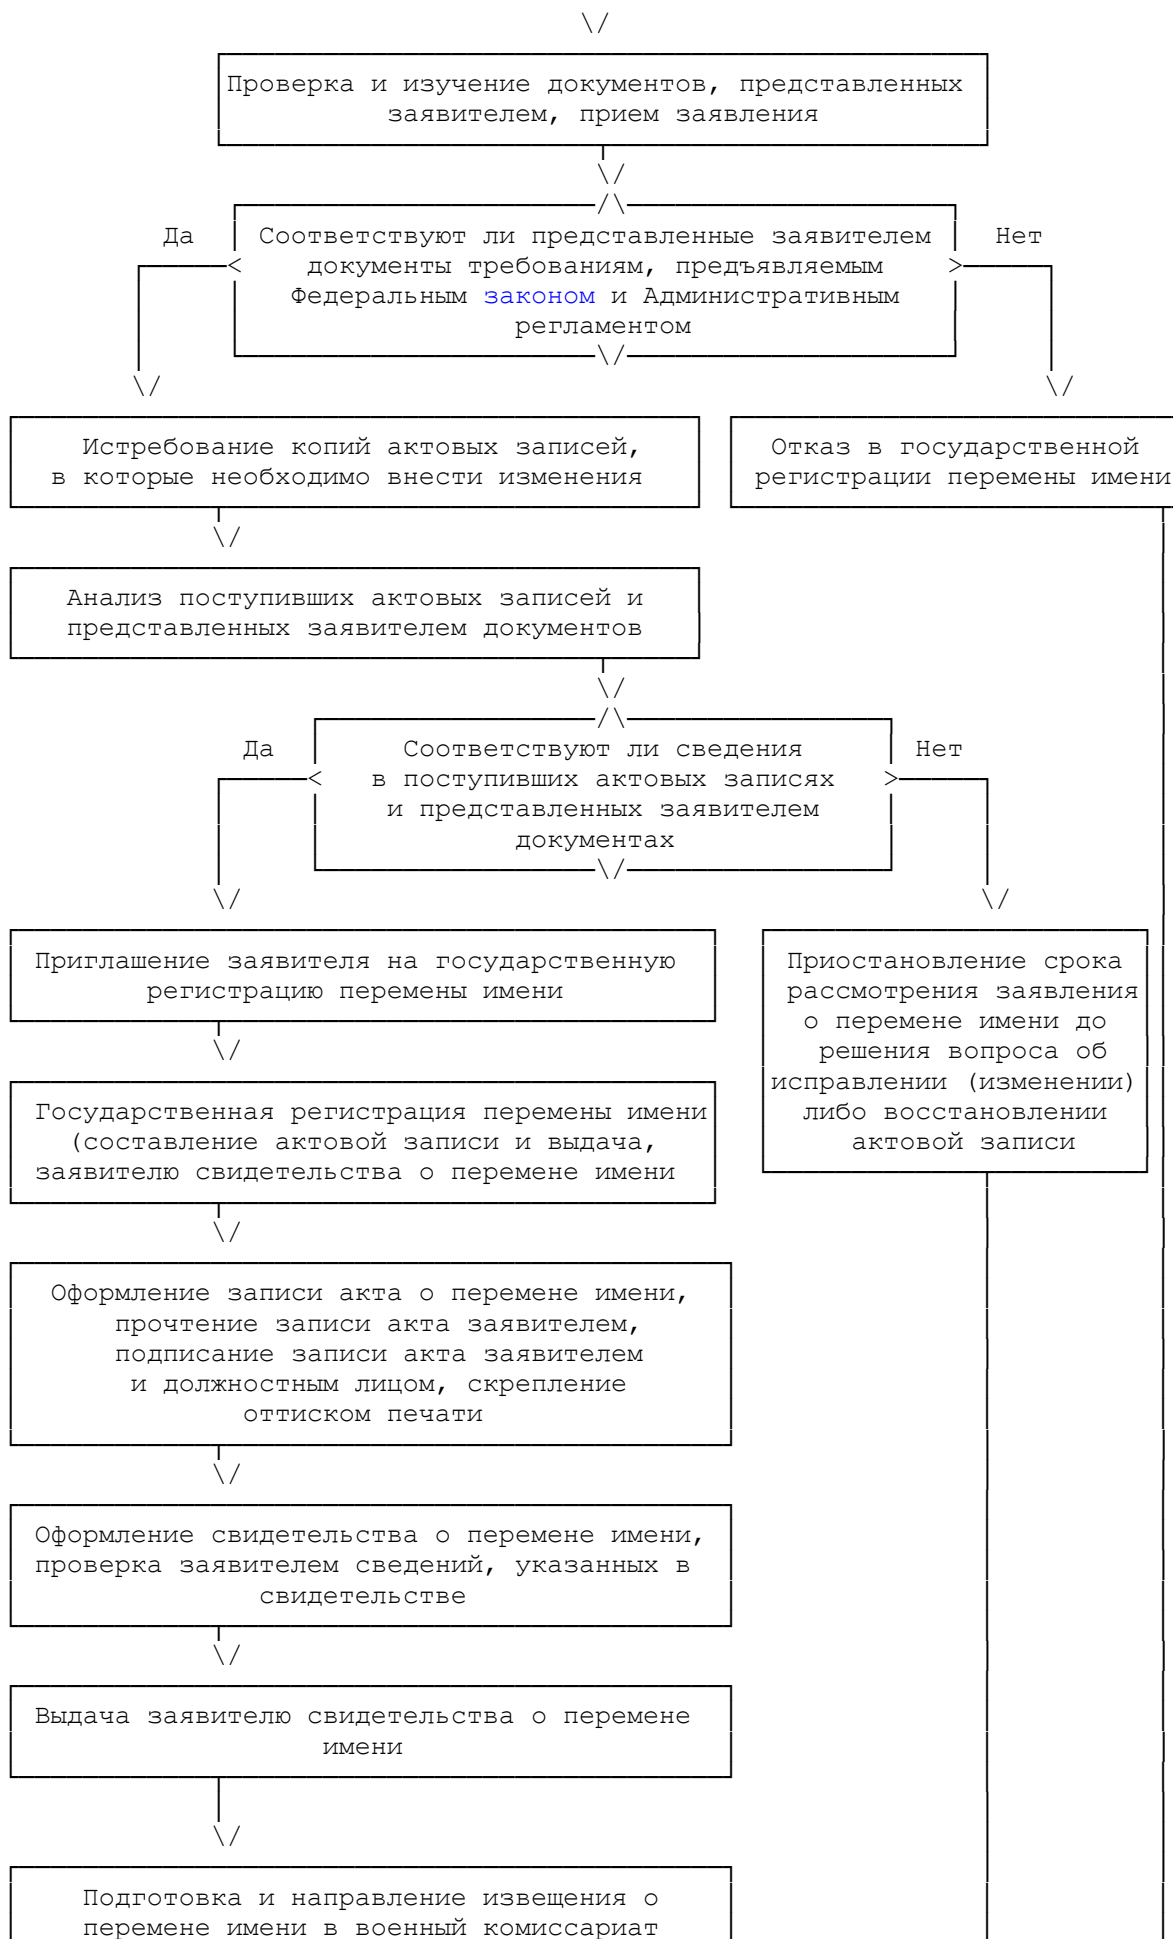 Проверка и изучение документов, представленных
заявителем, прием заявления
Да
Соответствуют ли представленные заявителем
документы требованиям, предъявляемым
Федеральным законом и Административным
регламентом
Нет
Истребование копий актовых записей,
в которые необходимо внести изменения
Отказ в государственной
регистрации перемены имени
Анализ поступивших актовых записей и
представленных заявителем документов
Да
Соответствуют ли сведения
в поступивших актовых записях
и представленных заявителем
документах
Нет
Приглашение заявителя на государственную
регистрацию перемены имени
Приостановление срока
рассмотрения заявления
о перемене имени до
решения вопроса об
исправлении (изменении)
либо восстановлении
актовой записи
Государственная регистрация перемены имени
(составление актовой записи и выдача,
заявителю свидетельства о перемене имени
Оформление записи акта о перемене имени,
прочтение записи акта заявителем,
подписание записи акта заявителем
и должностным лицом, скрепление
оттиском печати
Оформление свидетельства о перемене имени,
проверка заявителем сведений, указанных в
свидетельстве
Выдача заявителю свидетельства о перемене
имени
Подготовка и направление извещения о
перемене имени в военный комиссариат